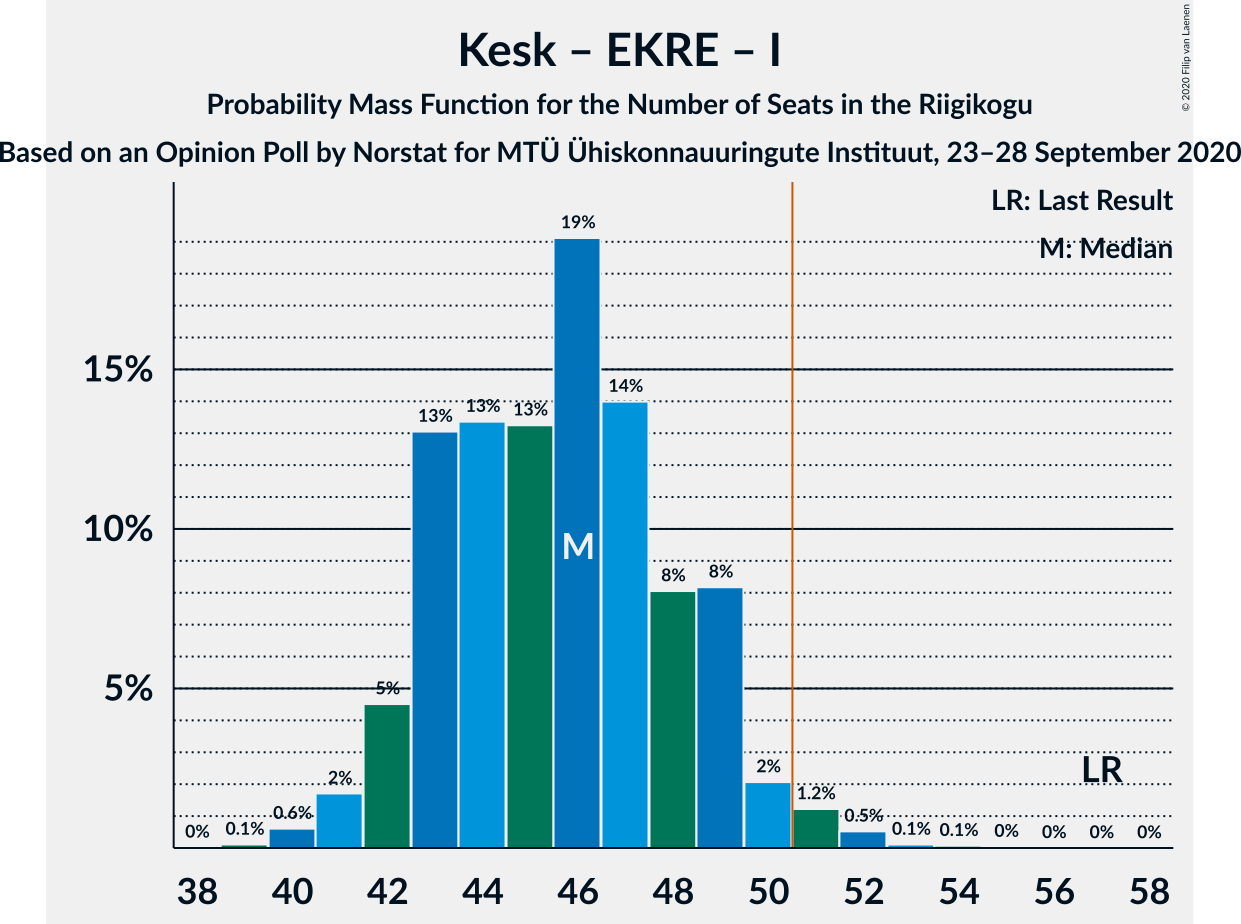 Kesk – EKRE – I
Probability Mass Function for the Number of Seats in the Riigikogu
Based on an Opinion Poll by Norstat for MTÜ Ühiskonnauuringute Instituut, 23–28 September 2020
© 2020 Filip van Laenen
LR: Last Result
M: Median
19%
15%
14%
13% 13% 13%
10%
M
8% 8%
5%
5%
LR
2% 2%
1.2%
0% 0.1% 0.6% 0.5% 0.1% 0.1% 0% 0% 0% 0%
38 40 42 44 46 48 50 52 54 56 58